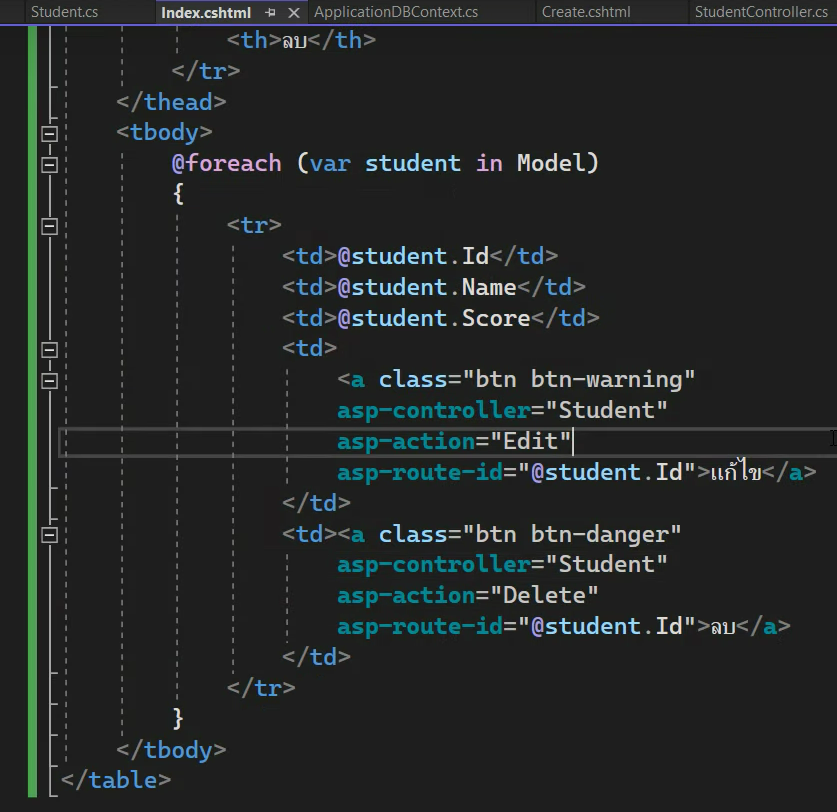 Student.cs Index.cshtml ApplicationDBContext.cs Create.cshtml StudentController.cs
<th>ลบ</th>
</tr>
</thead>
<tbody>
@foreach (var student in Model)
{
<tr>
<td>@student.Id</td>
<td>@student.Name</td>
<td>@student.Score</td>
<td>
<a class="btn btn-warning"
asp-controller="Student"
asp-action="Edit"
asp-route-id="@student.Id">แก้ไข</a>
</td>
<td><a class="btn btn-danger"
asp-controller="Student"
asp-action="Delete"
asp-route-id="@student.Id">ลบ</a>
</td>
</tr>
}
</tbody>
</table>